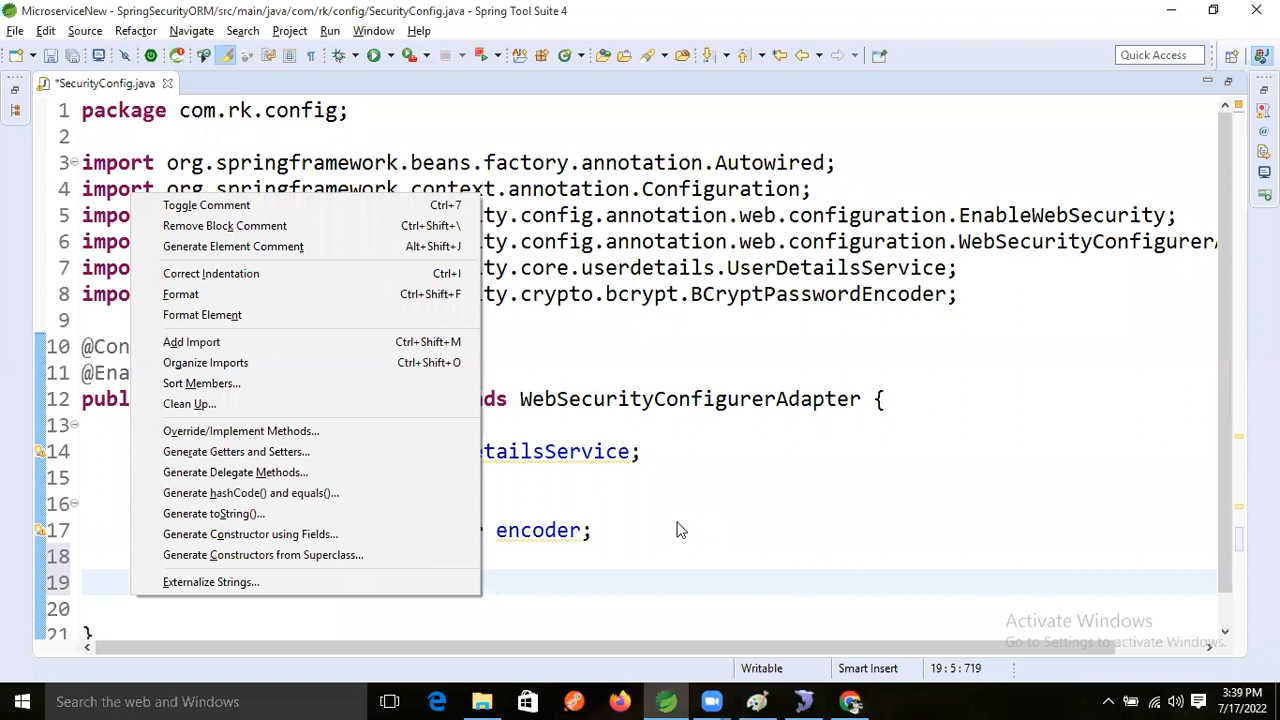 MicroserviceNew - SpringSecurityORM/src/main/java/com/rk/config/SecurityConfig.java - Spring Tool Suite 4
File Edit Source Refactor Navigate Search Project Run Window Help
Quick Access
*SecurityConfig.java
1 package com.rk.config;
2
3 import org.springframework.beans.factory.annotation.Autowired;
4 import org.springframework.context.annotation.Configuration;
5 impo ity.config.annotation.web.configuration.EnableWebSecurity;
6 impo ity.config.annotation.web.configuration.WebSecurityConfigurerA
7 impo ity.core.userdetails.UserDetailsService;
8 impo ity.crypto.bcrypt.BCryptPasswordEncoder;
9
10 @Con
11 @Ena
12 publ nds WebSecurityConfigurerAdapter {
13
14 etailsService;
15
16
17 r encoder;
18
19
20
21 }
Toggle Comment Ctrl+7
Remove Block Comment Ctrl+Shift+\
Generate Element Comment Alt+Shift+J
Correct Indentation Ctrl+I
Format Ctrl+Shift+F
Format Element
Add Import Ctrl+Shift+M
Organize Imports Ctrl+Shift+O
Sort Members...
Clean Up...
Override/Implement Methods...
Generate Getters and Setters...
Generate Delegate Methods...
Generate hashCode() and equals()...
Generate toString()...
Generate Constructor using Fields...
Generate Constructors from Superclass...
Externalize Strings...
Activate Windows
Go to Settings to activate Windows.
Writable Smart Insert 19 : 5 : 719
Search the web and Windows
3:39 PM
7/17/2022